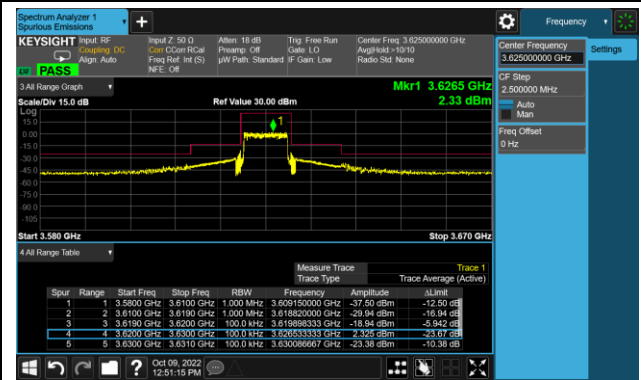 Spectrum Analyzer 1
Spurious Emissions
Frequency
KEYSIGHT
Input: RF
Coupling: DC
Align: Auto
Input Z: 50 Ω
Corr CCorr RCal
Freq Ref: Int (S)
NFE: Off
Atten: 18 dB
Preamp: Off
µW Path: Standard
Trig: Free Run
Gate: LO
IF Gain: Low
Center Freq: 3.625000000 GHz
Avg|Hold:>10/10
Radio Std: None
PASS
Center Frequency
3.625000000 GHz
Settings
CF Step
2.500000 MHz
Auto
Man
Freq Offset
0 Hz
3 All Range Graph
Mkr1 3.6265 GHz
Scale/Div 15.0 dB
Ref Value 30.00 dBm
2.33 dBm
Log
15.0
0.00
-15.0
-30.0
-45.0
-60.0
-75.0
-90.0
-105
1
Start 3.580 GHz
Stop 3.670 GHz
4 All Range Table
Measure Trace Trace 1
Trace Type Trace Average (Active)
Spur Range Start Freq Stop Freq RBW Frequency Amplitude ΔLimit
1 1 3.5800 GHz 3.6100 GHz 1.000 MHz 3.609150000 GHz -37.50 dBm -12.50 dB
2 2 3.6100 GHz 3.6190 GHz 1.000 MHz 3.618820000 GHz -29.94 dBm -16.94 dB
3 3 3.6190 GHz 3.6200 GHz 100.0 kHz 3.619898333 GHz -18.94 dBm -5.942 dB
4 4 3.6200 GHz 3.6300 GHz 100.0 kHz 3.626533333 GHz 2.325 dBm -23.67 dB
5 5 3.6300 GHz 3.6310 GHz 100.0 kHz 3.630086667 GHz -23.38 dBm -10.38 dB
?
Oct 09, 2022
12:51:15 PM